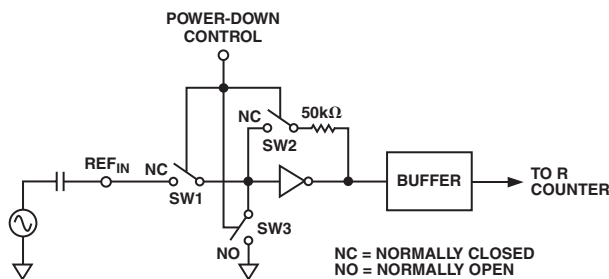 POWER-DOWN
CONTROL
NC
50kΩ
SW2
REFIN
NC
SW1
BUFFER
TO R
COUNTER
SW3
NO
NC = NORMALLY CLOSED
NO = NORMALLY OPEN